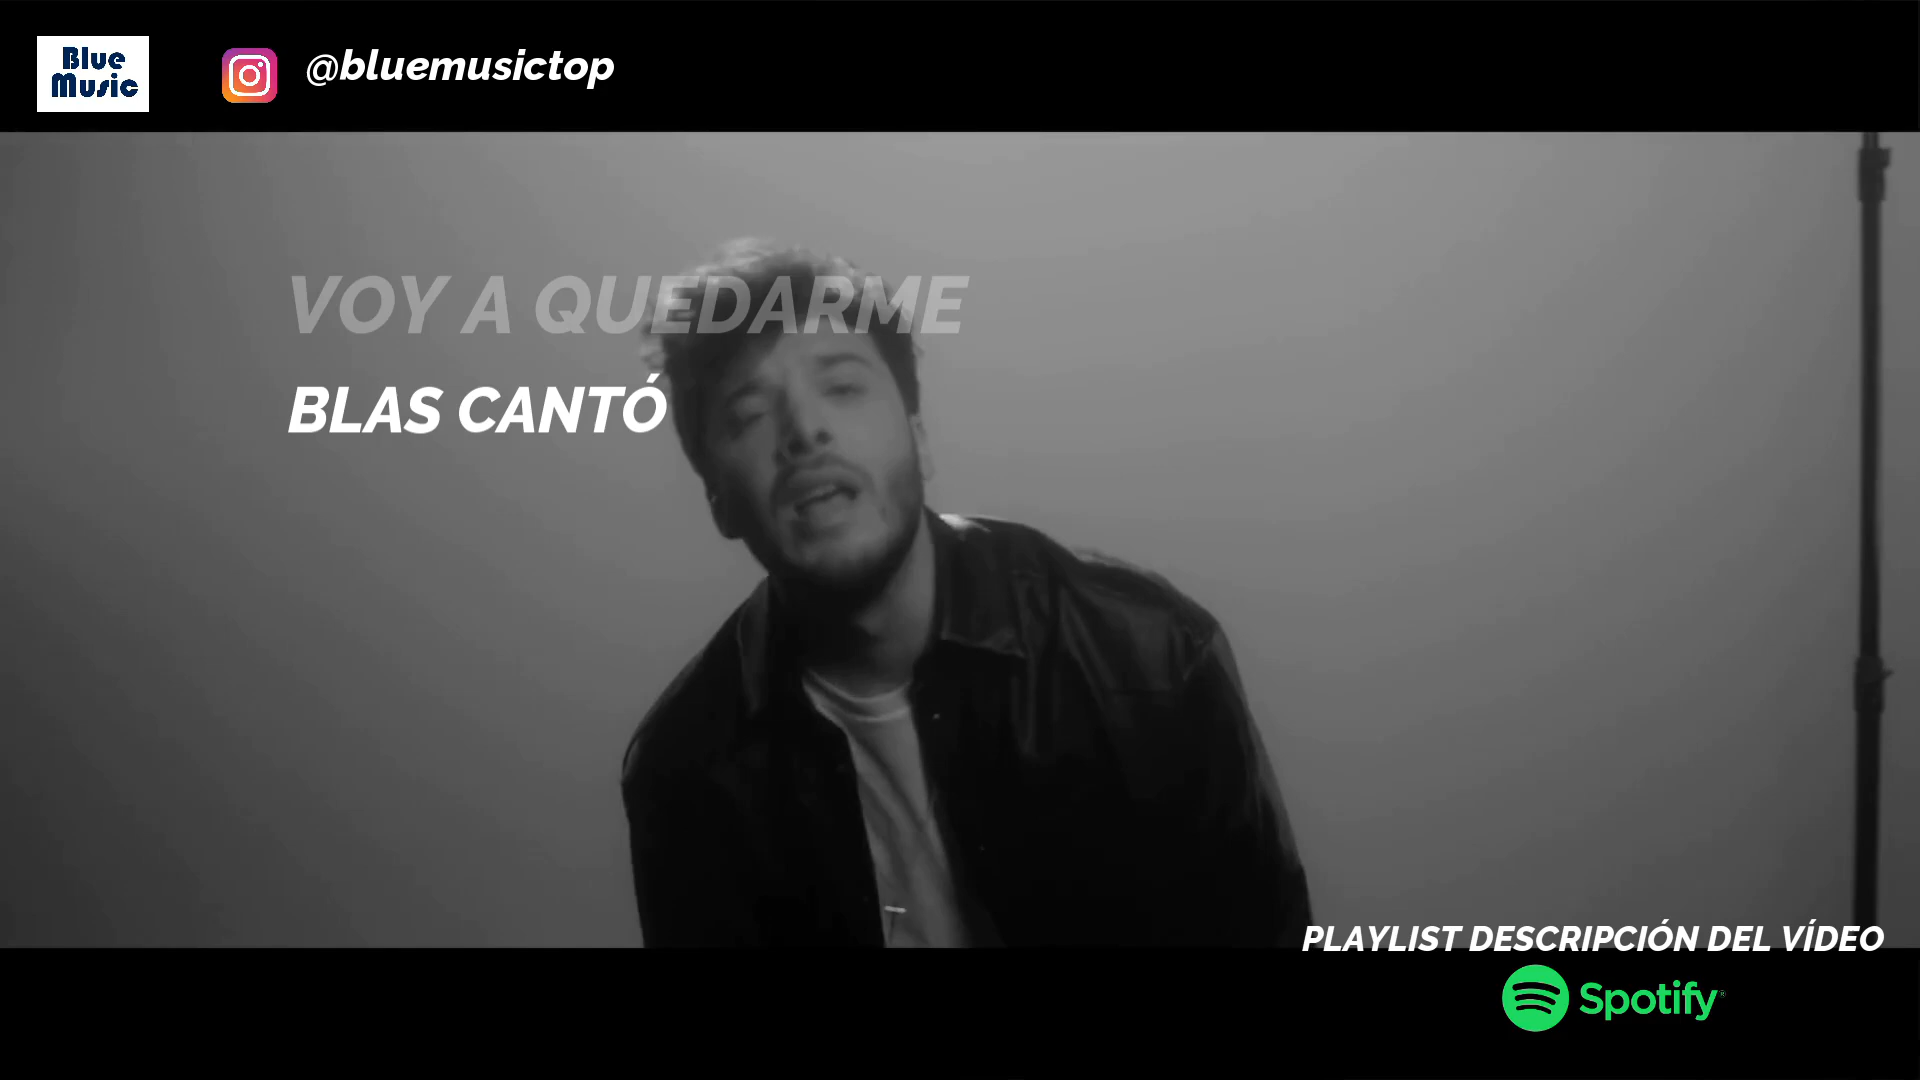 Blue
Music
@bluemusictop
VOY A QUEDARME
BLAS CANTÓ
PLAYLIST DESCRIPCIÓN DEL VÍDEO
Spotify